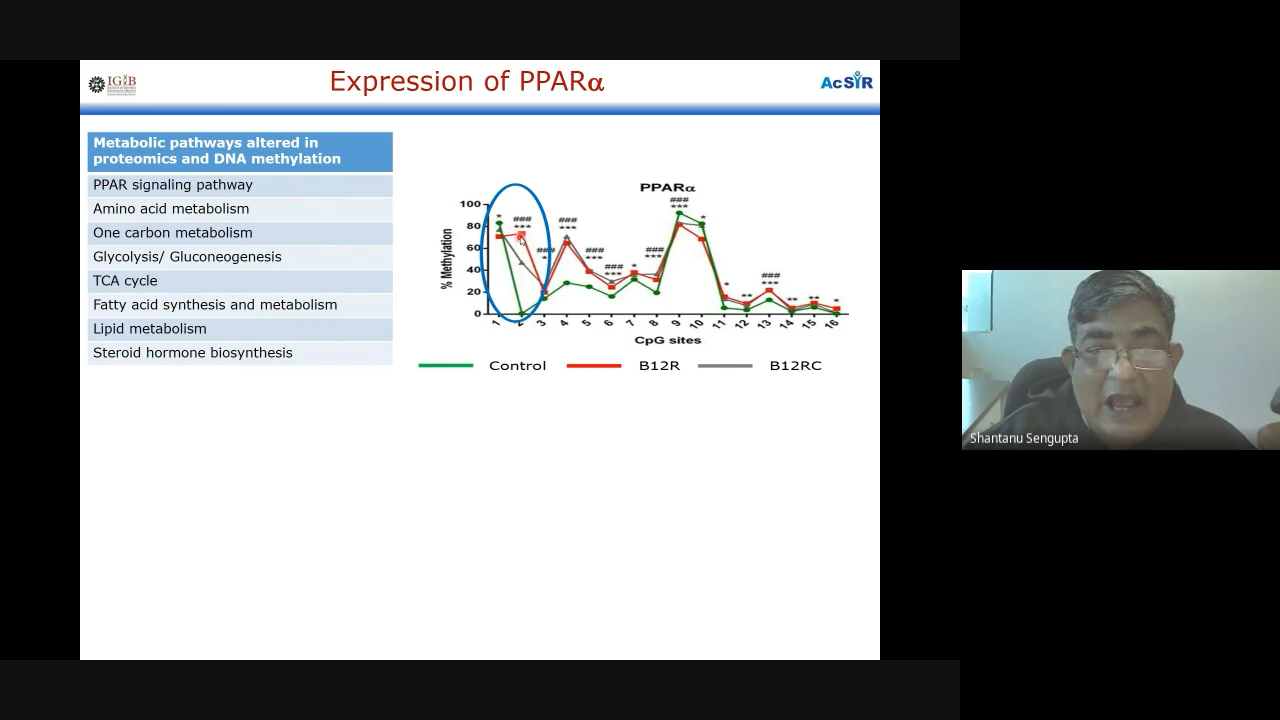 IGIB
Expression of PPARα
AcSIR
Metabolic pathways altered in
proteomics and DNA methylation
PPAR signaling pathway
Amino acid metabolism
One carbon metabolism
Glycolysis/ Gluconeogenesis
TCA cycle
Fatty acid synthesis and metabolism
Lipid metabolism
Steroid hormone biosynthesis
PPARα
% Methylation
100
80
60
40
20
0
* ### *** ### * ### *** ### *** ### *** * ### *** ### *** * * ** ### *** ** ** *
1 2 3 4 5 6 7 8 9 10 11 12 13 14 15 16
CpG sites
Control B12R B12RC
Shantanu Sengupta